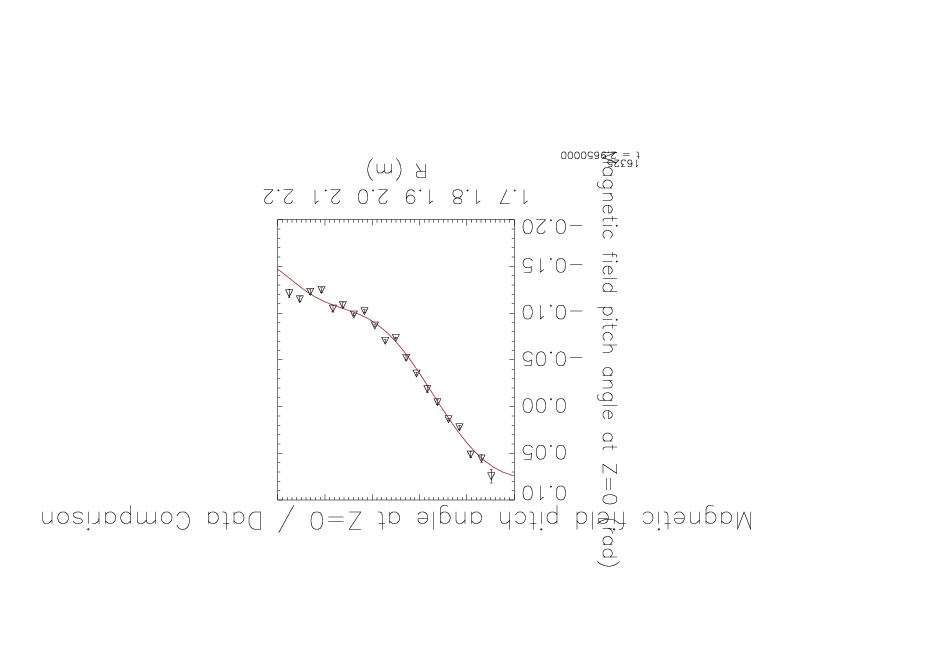 Magnetic field pitch angle at Z=0 / Data Comparison
Magnetic field pitch angle at Z=0 (rad)
0.10
0.05
0.00
−0.05
−0.10
−0.15
−0.20
1.7 1.8 1.9 2.0 2.1 2.2
R (m)
16325
t = 2.9650000